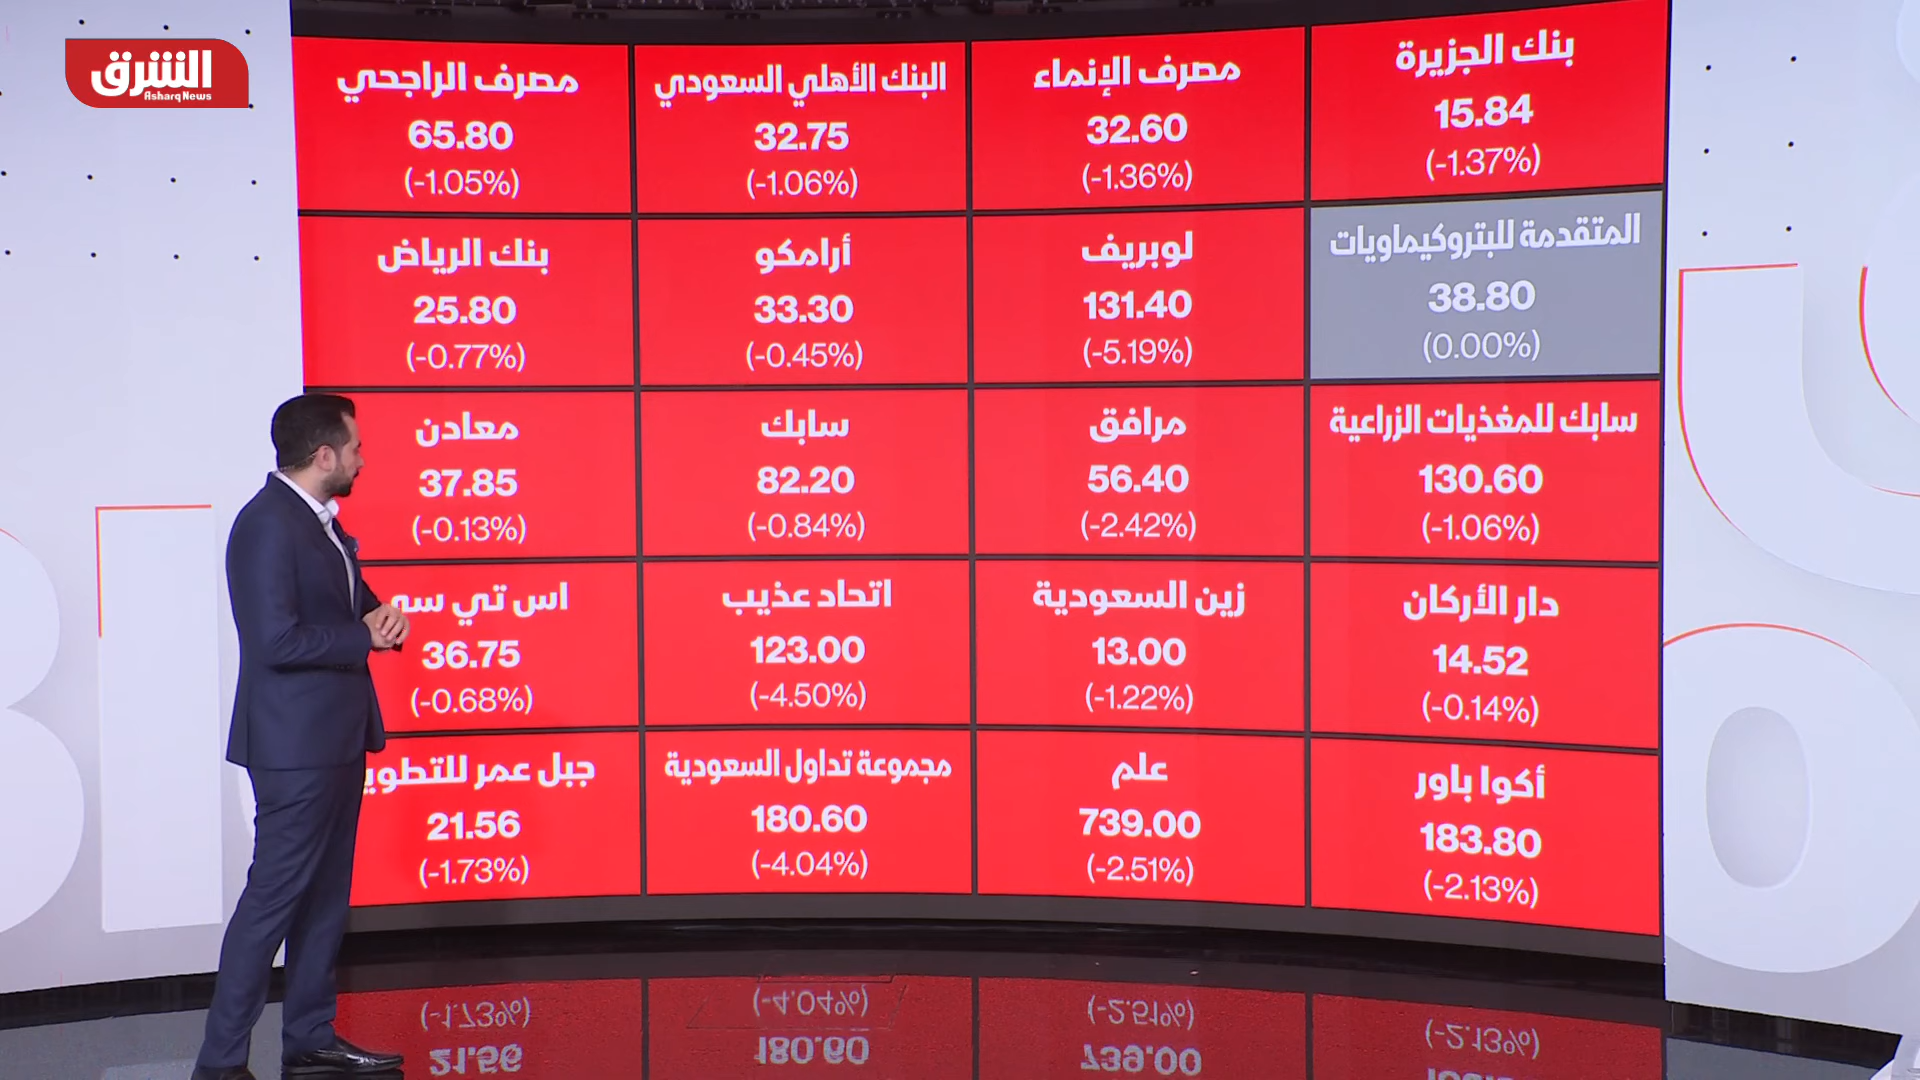 الشرق
Asharq News
بنك الجزيرة
15.84
(-1.37%)
مصرف الإنماء
32.60
(-1.36%)
البنك الأهلي السعودي
32.75
(-1.06%)
مصرف الراجحي
65.80
(-1.05%)
المتقدمة للبتروكيماويات
38.80
(0.00%)
لوبريف
131.40
(-5.19%)
أرامكو
33.30
(-0.45%)
بنك الرياض
25.80
(-0.77%)
سابك للمغذيات الزراعية
130.60
(-1.06%)
مرافق
56.40
(-2.42%)
سابك
82.20
(-0.84%)
معادن
37.85
(-0.13%)
دار الأركان
14.52
(-0.14%)
زين السعودية
13.00
(-1.22%)
اتحاد عذيب
123.00
(-4.50%)
اس تي سي
36.75
(-0.68%)
أكوا باور
183.80
(-2.13%)
علم
739.00
(-2.51%)
مجموعة تداول السعودية
180.60
(-4.04%)
جبل عمر للتطوي
21.56
(-1.73%)